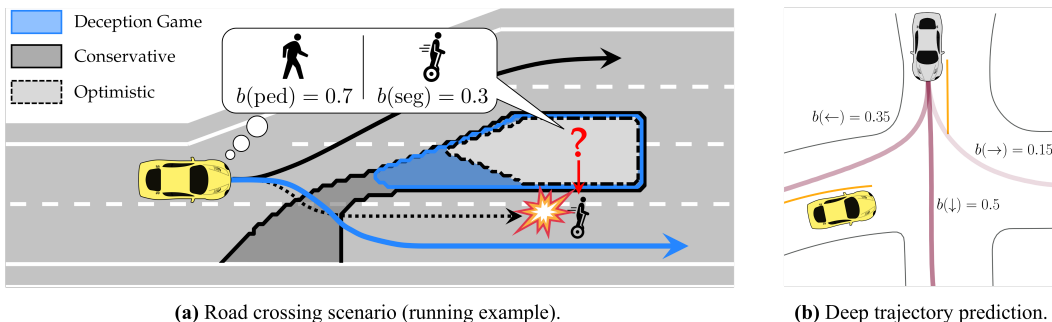 Deception Game
Conservative
Optimistic
b(ped) = 0.7
b(seg) = 0.3
?
(a) Road crossing scenario (running example).
b(←) = 0.35
b(→) = 0.15
b(↓) = 0.5
(b) Deep trajectory prediction.